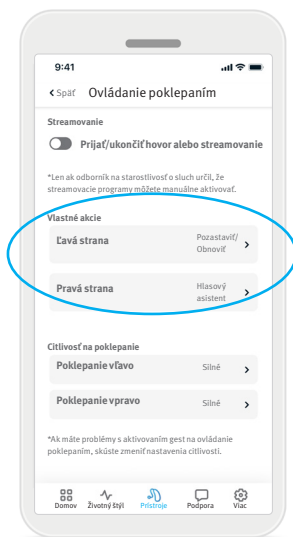 9:41
Späť Ovládanie poklepaním
Streamovanie
Prijať/ukončiť hovor alebo streamovanie
*Len ak odborník na starostlivosť o sluch určil, že
streamovacie programy môžete manuálne aktivovať.
Vlastné akcie
Ľavá strana
Pozastaviť/
Obnoviť
Pravá strana
Hlasový
asistent
Citlivosť na poklepanie
Poklepanie vľavo Silné
Poklepanie vpravo Silné
*Ak máte problémy s aktivovaním gest na ovládanie
poklepaním, skúste zmeniť nastavenia citlivosti.
Domov Životný štýl Prístroje Podpora Viac